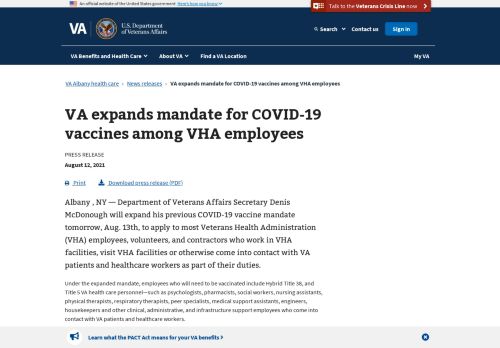 An official website of the United States government Here's how you know
Talk to the Veterans Crisis Line now
VA
U.S. Department
of Veterans Affairs
Search
Contact us
Sign in
VA Benefits and Health Care
About VA
Find a VA Location
My VA
VA Albany health care › News releases › VA expands mandate for COVID-19 vaccines among VHA employees
VA expands mandate for COVID-19
vaccines among VHA employees
PRESS RELEASE
August 12, 2021
Print
Download press release (PDF)
Albany , NY — Department of Veterans Affairs Secretary Denis
McDonough will expand his previous COVID-19 vaccine mandate
tomorrow, Aug. 13th, to apply to most Veterans Health Administration
(VHA) employees, volunteers, and contractors who work in VHA
facilities, visit VHA facilities or otherwise come into contact with VA
patients and healthcare workers as part of their duties.
Under the expanded mandate, employees who will need to be vaccinated include Hybrid Title 38, and
Title 5 VA health care personnel—such as psychologists, pharmacists, social workers, nursing assistants,
physical therapists, respiratory therapists, peer specialists, medical support assistants, engineers,
housekeepers and other clinical, administrative, and infrastructure support employees who come into
contact with VA patients and healthcare workers.
Learn what the PACT Act means for your VA benefits